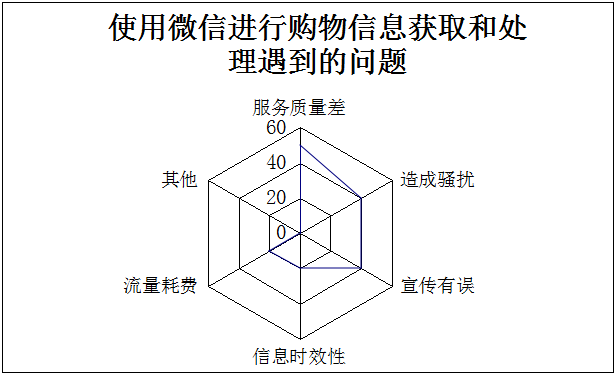 使用微信进行购物信息获取和处
理遇到的问题
服务质量差
60
40
20
0
其他
造成骚扰
流量耗费
宣传有误
信息时效性